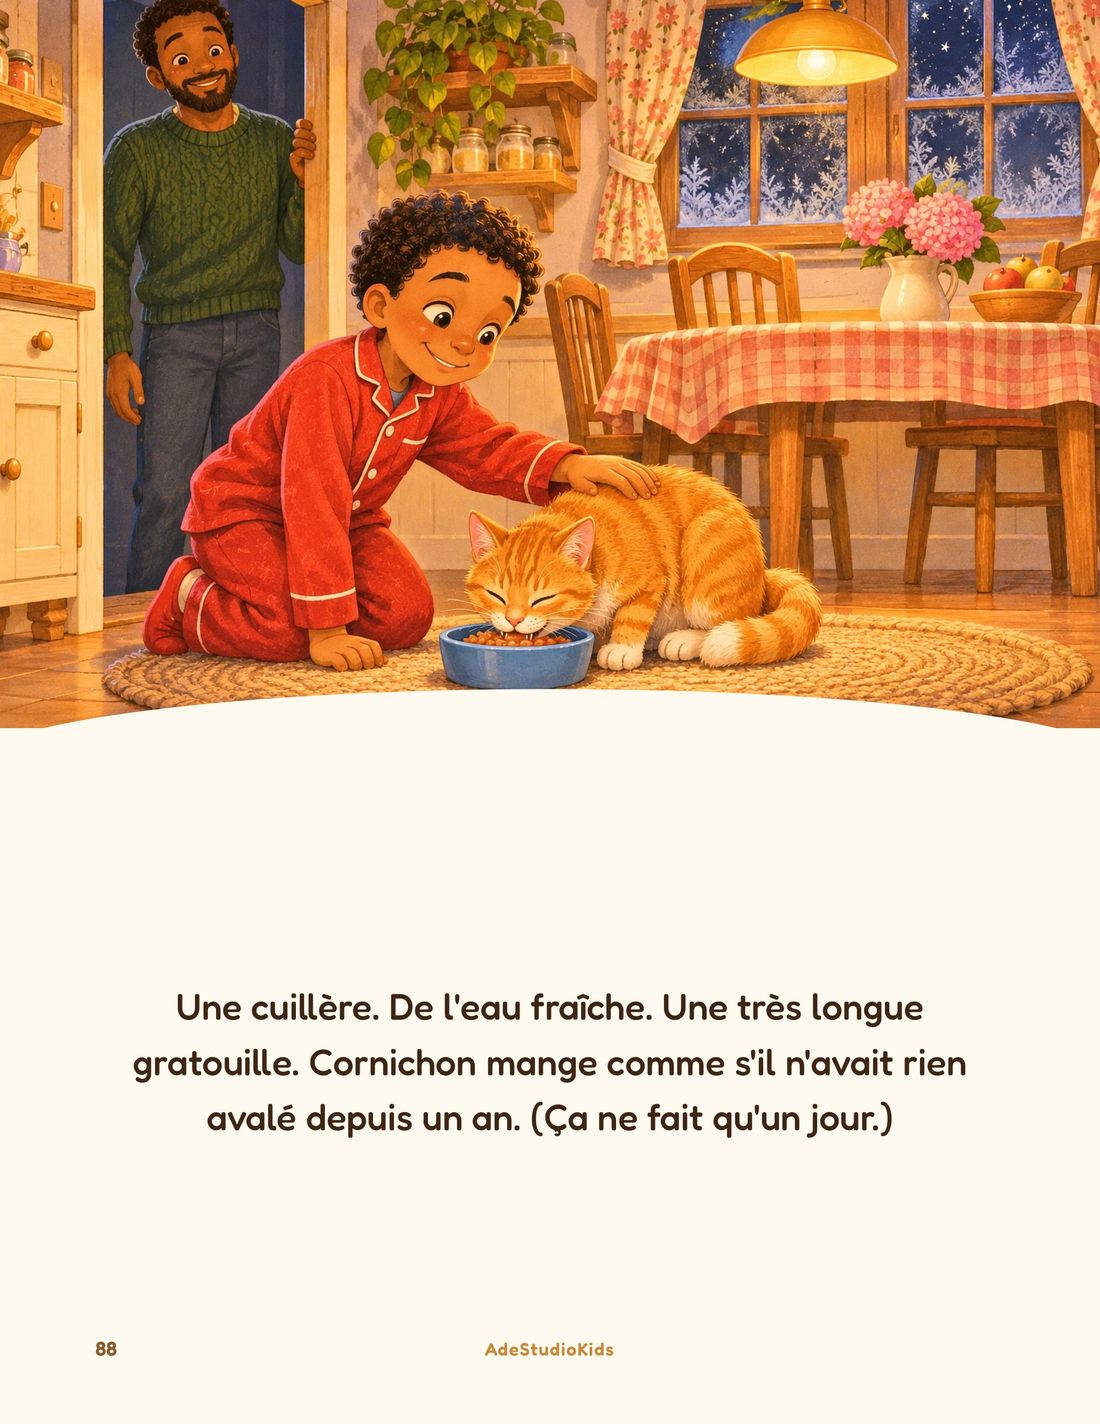 Une cuillère. De l'eau fraîche. Une très longue
gratouille. Cornichon mange comme s'il n'avait rien
avalé depuis un an. (Ça ne fait qu'un jour.)
88
AdeStudioKids